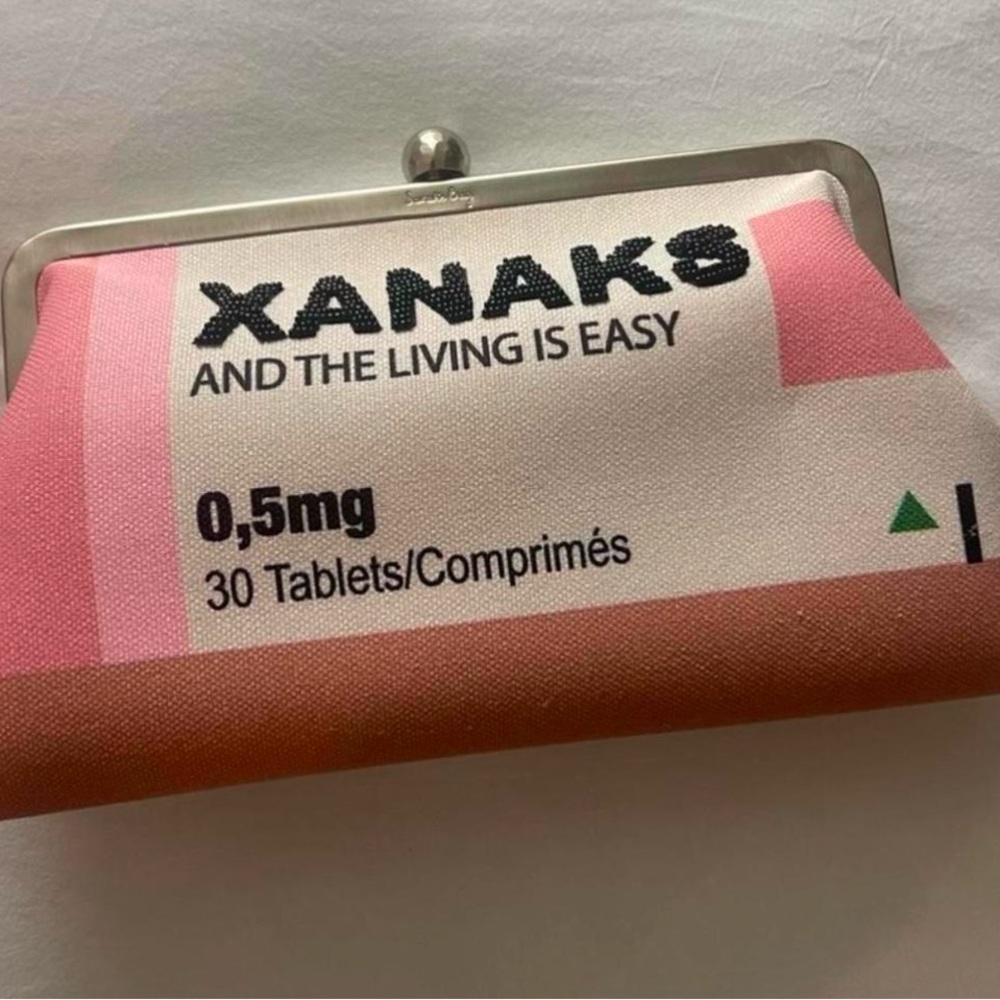 XANAKS
AND THE LIVING IS EASY
0,5mg
30 Tablets/Comprimés